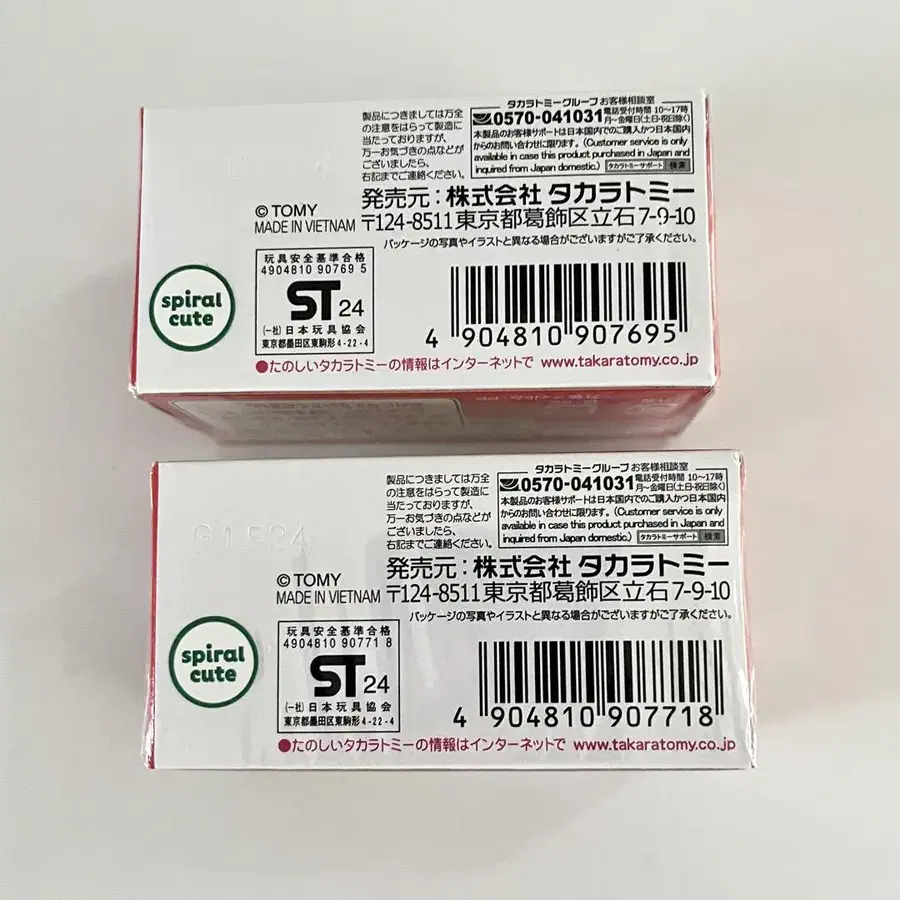 製品につきましては万全
の注意をはらって製造に
当たっておりますが、
万一お気づきの点などが
ございましたら、
右記までご連絡ください。
タカラトミーグループ お客様相談室
0570-041031 電話受付時間 10〜17時
月〜金曜日(土・日・祝日除く)
本製品のお客様サポートは日本国内でのご購入かつ日本国内
からのお問い合わせに限ります。(Customer service is only
available in case this product purchased in Japan and
inquired from Japan domestic.) タカラトミーサポート 検索
発売元:株式会社 タカラトミー
〒124-8511 東京都葛飾区立石7-9-10
© TOMY
MADE IN VIETNAM
パッケージの写真やイラストと異なる場合がございますがご了承ください。
spiral
cute
玩具安全基準合格
4904810 90769 5
ST 24
(一社)日本玩具協会
東京都墨田区東駒形4-22-4
4 904810 907695
●たのしいタカラトミーの情報はインターネットで www.takaratomy.co.jp
製品につきましては万全
の注意をはらって製造に
当たっておりますが、
万一お気づきの点などが
ございましたら、
右記までご連絡ください。
タカラトミーグループ お客様相談室
0570-041031 電話受付時間 10〜17時
月〜金曜日(土・日・祝日除く)
本製品のお客様サポートは日本国内でのご購入かつ日本国内
からのお問い合わせに限ります。(Customer service is only
available in case this product purchased in Japan and
inquired from Japan domestic.) タカラトミーサポート 検索
発売元:株式会社 タカラトミー
〒124-8511 東京都葛飾区立石7-9-10
© TOMY
MADE IN VIETNAM
パッケージの写真やイラストと異なる場合がございますがご了承ください。
spiral
cute
玩具安全基準合格
4904810 90771 8
ST 24
(一社)日本玩具協会
東京都墨田区東駒形4-22-4
4 904810 907718
●たのしいタカラトミーの情報はインターネットで www.takaratomy.co.jp